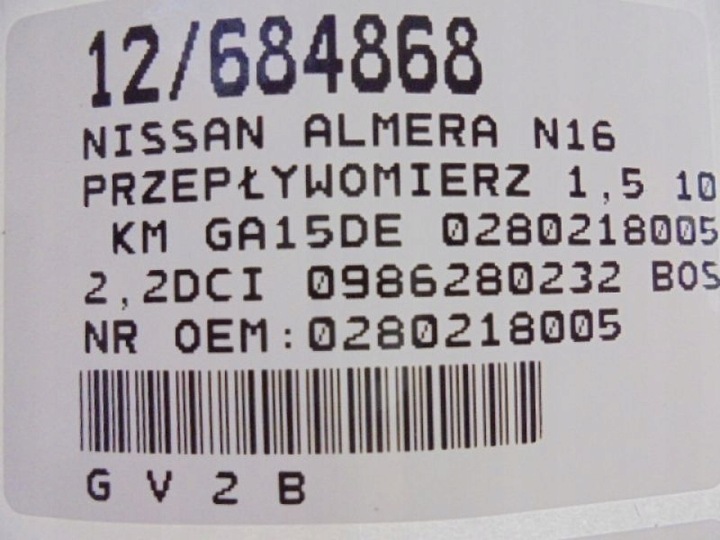 12/684868
NISSAN ALMERA N16
PRZEPŁYWOMIERZ 1,5 10
KM GA15DE 0280218005
2,2DCI 0986280232 BOS
NR OEM:0280218005
G V 2 B